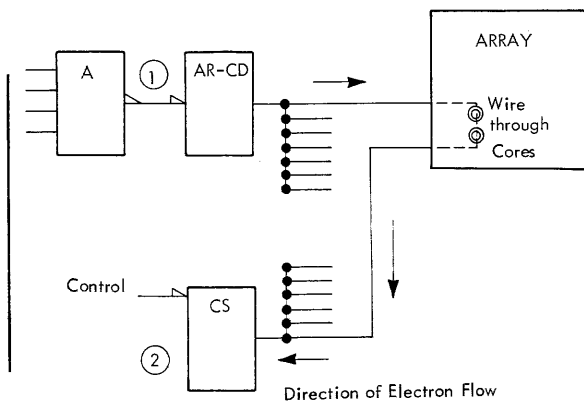 A
1
AR-CD
ARRAY
Wire
through
Cores
Control
CS
2
Direction of Electron Flow